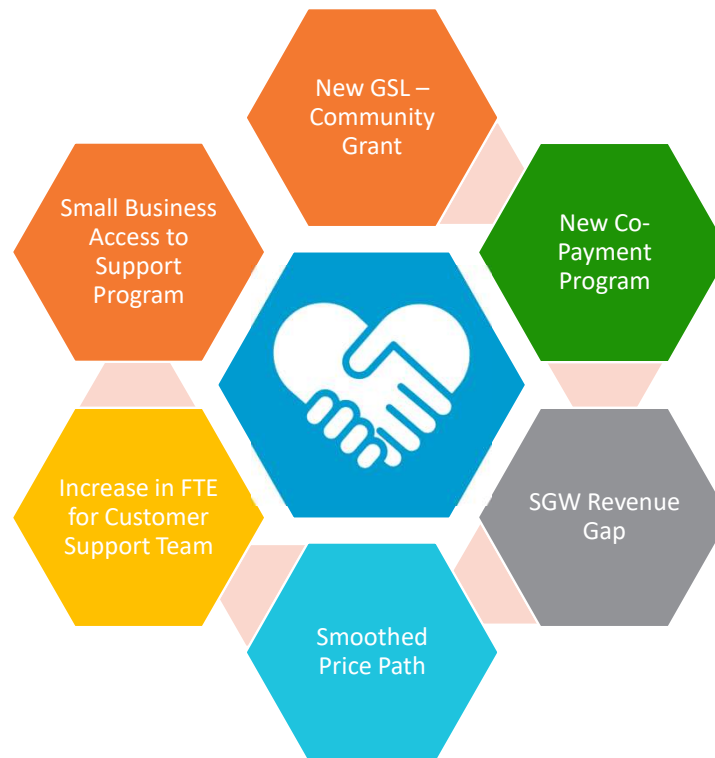 New GSL –
Community
Grant
New Co-
Payment
Program
SGW Revenue
Gap
Smoothed
Price Path
Increase in FTE
for Customer
Support Team
Small Business
Access to
Support
Program